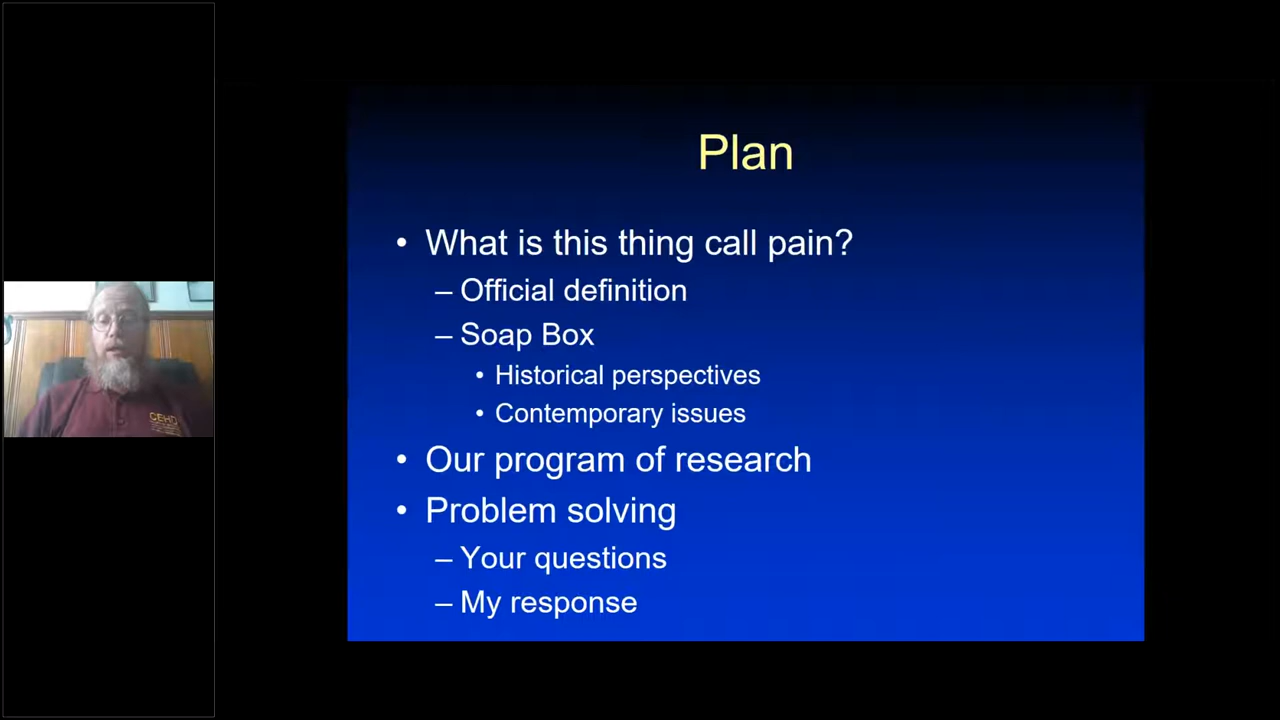 Plan
• What is this thing call pain?
– Official definition
– Soap Box
• Historical perspectives
• Contemporary issues
• Our program of research
• Problem solving
– Your questions
– My response
CEHD